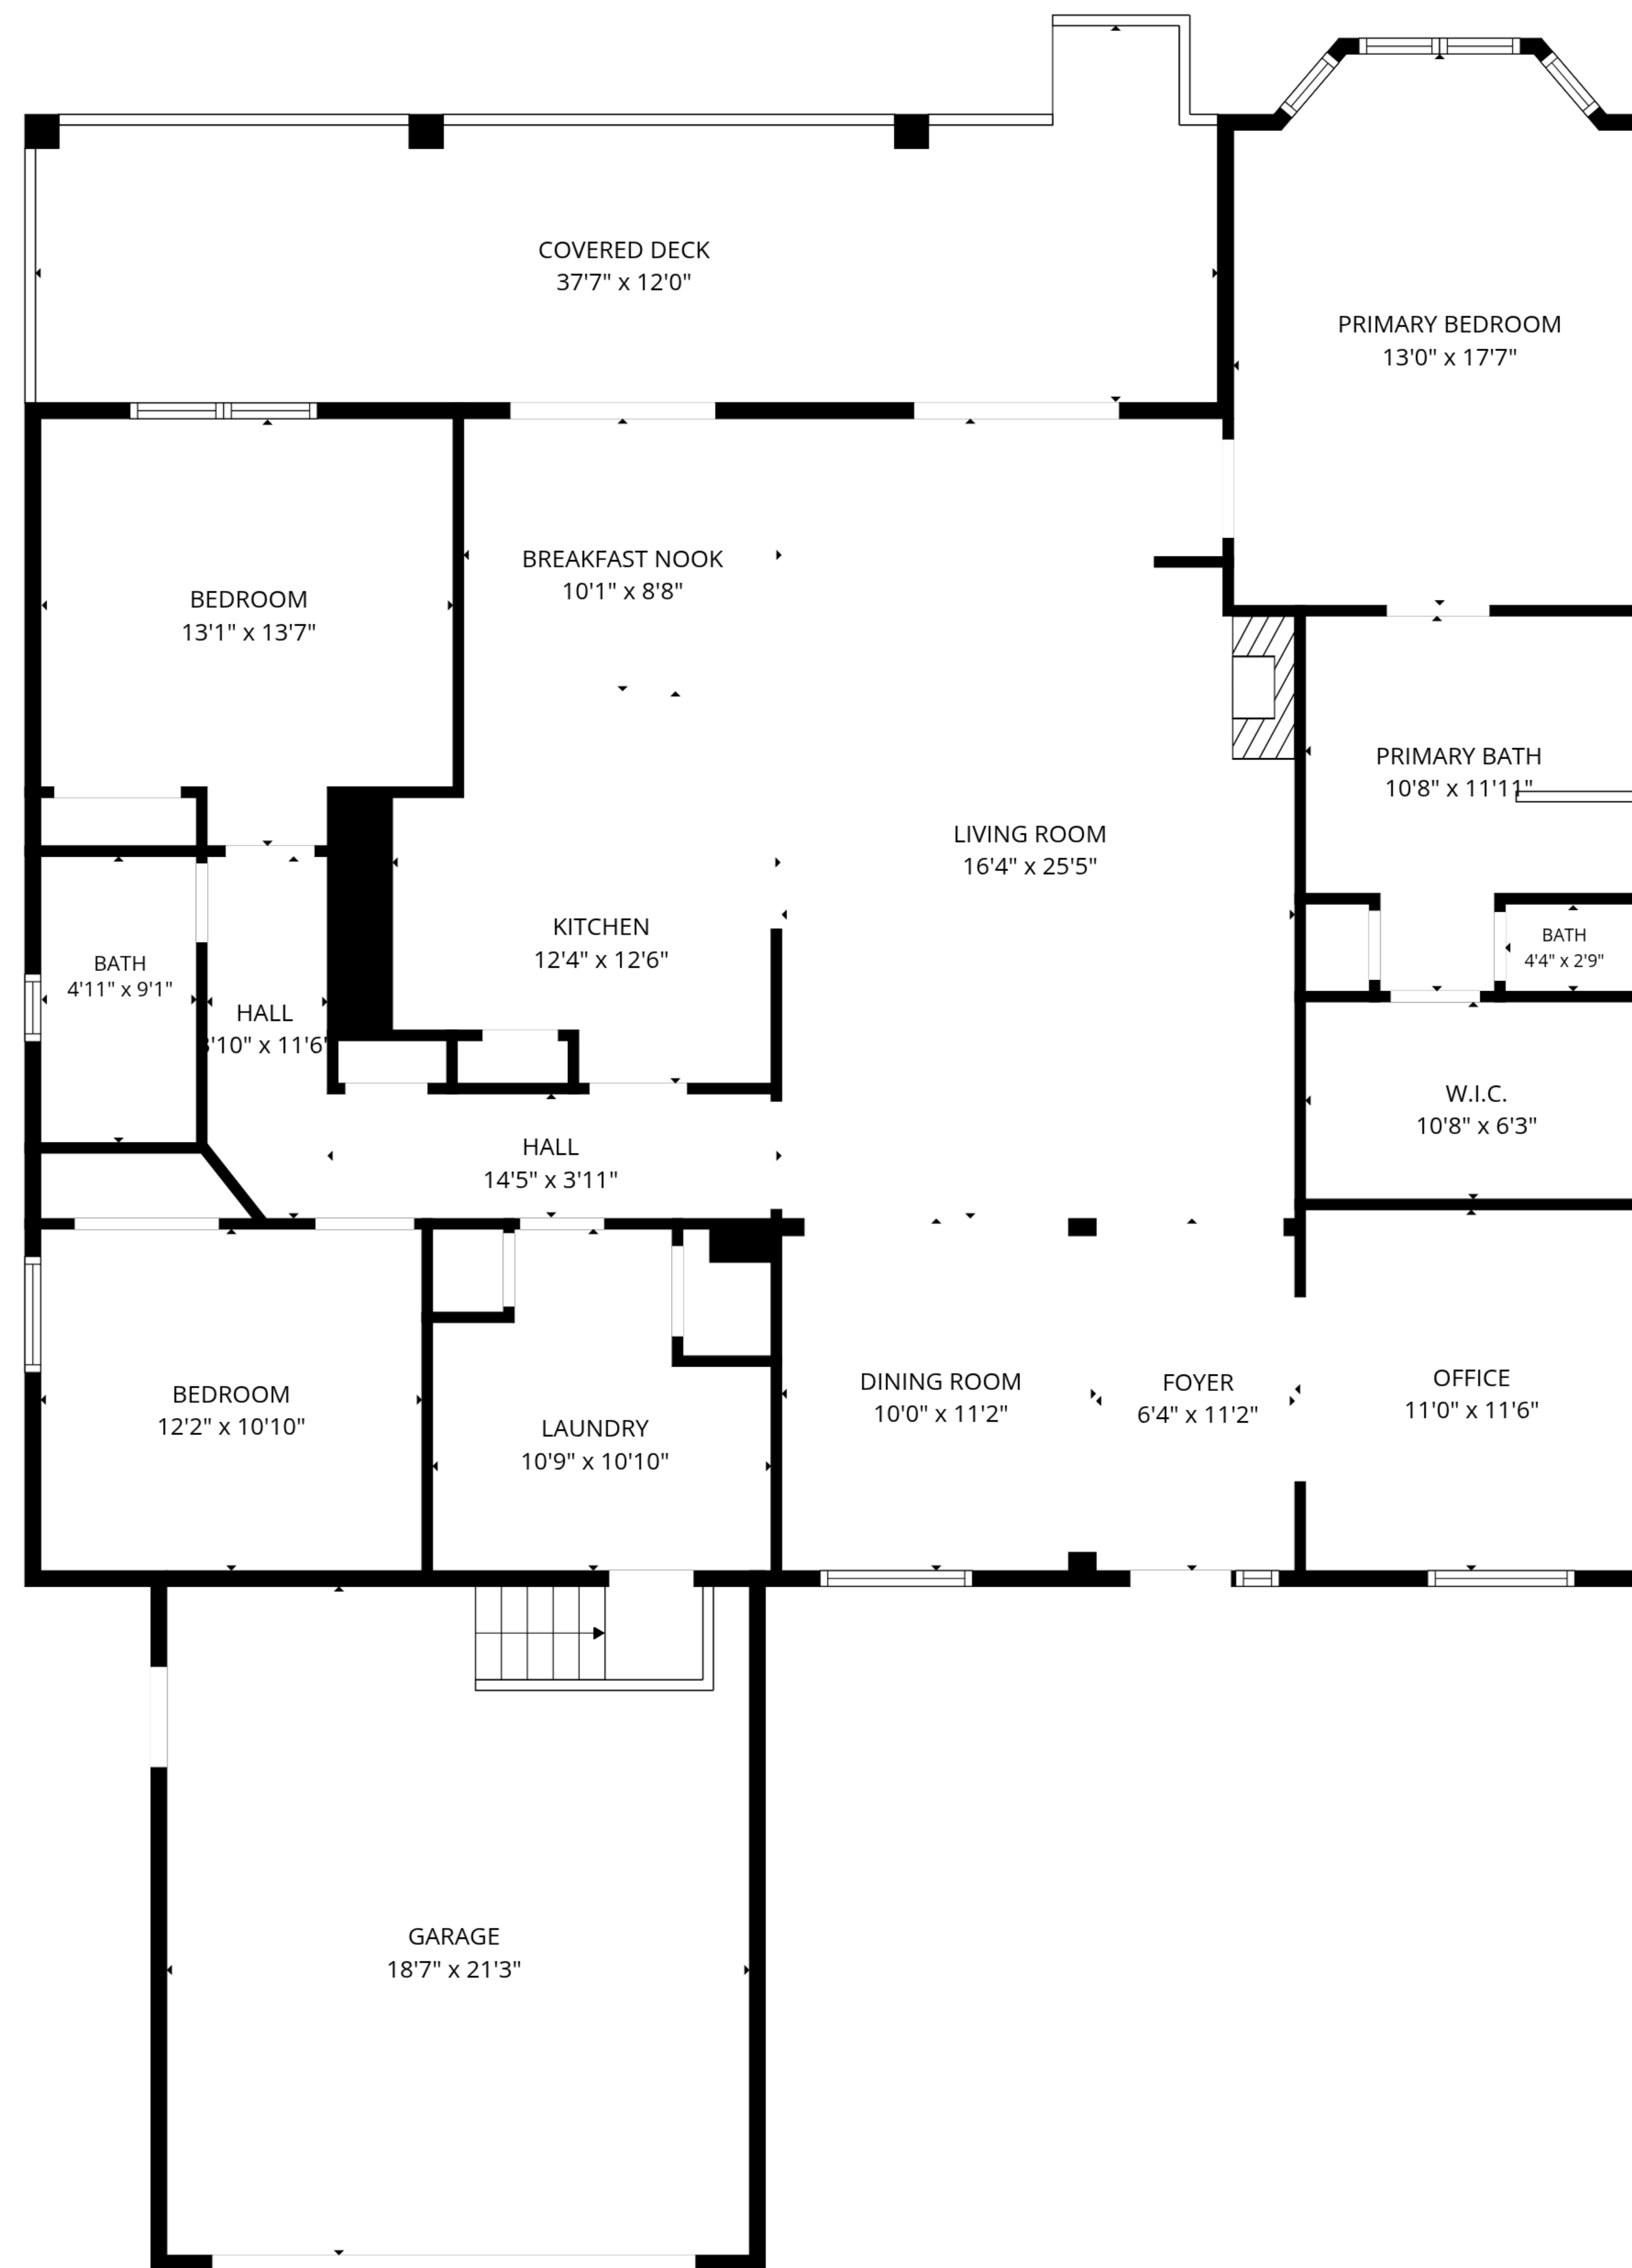 COVERED DECK
37'7" x 12'0"
PRIMARY BEDROOM
13'0" x 17'7"
BREAKFAST NOOK
10'1" x 8'8"
BEDROOM
13'1" x 13'7"
PRIMARY BATH
10'8" x 11'11"
LIVING ROOM
16'4" x 25'5"
KITCHEN
12'4" x 12'6"
BATH
4'4" x 2'9"
BATH
4'11" x 9'1"
HALL
'10" x 11'6"
W.I.C.
10'8" x 6'3"
HALL
14'5" x 3'11"
BEDROOM
12'2" x 10'10"
LAUNDRY
10'9" x 10'10"
DINING ROOM
10'0" x 11'2"
FOYER
6'4" x 11'2"
OFFICE
11'0" x 11'6"
GARAGE
18'7" x 21'3"